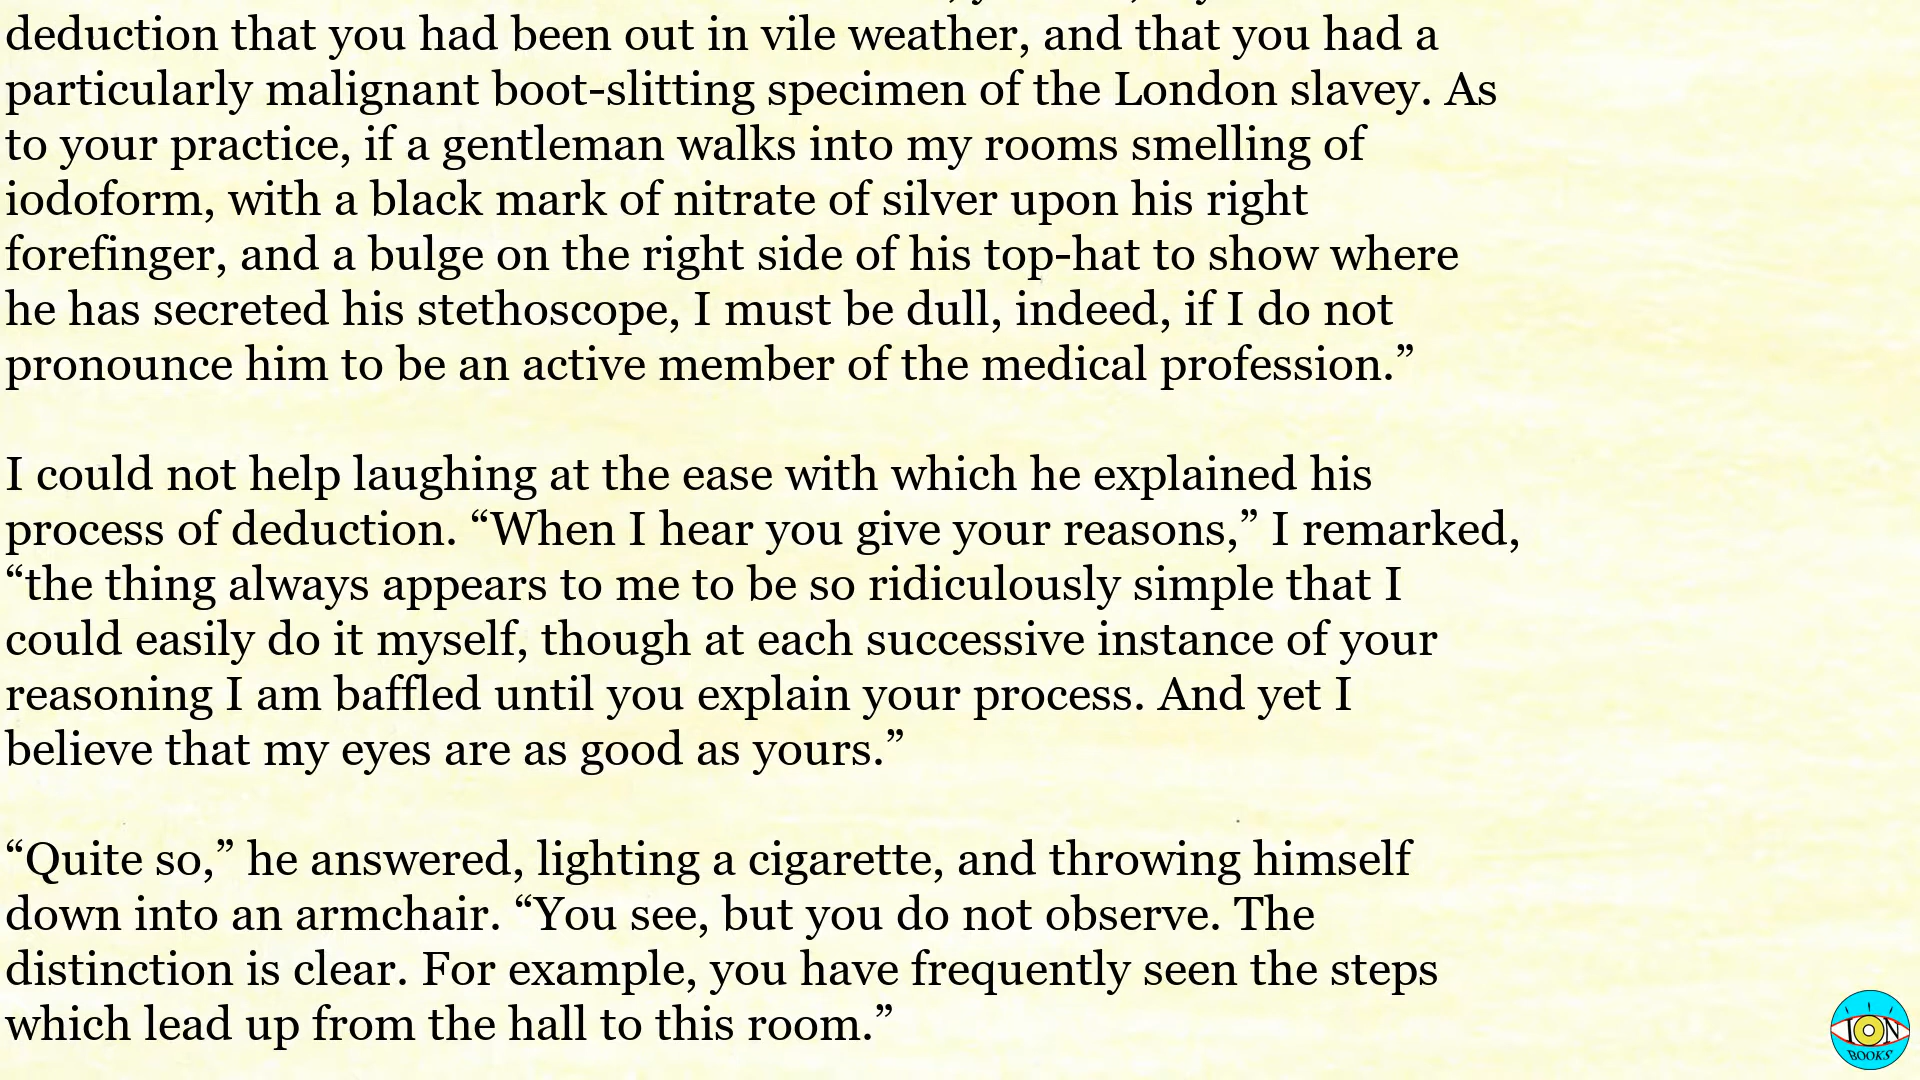 deduction that you had been out in vile weather, and that you had a
particularly malignant boot-slitting specimen of the London slavey. As
to your practice, if a gentleman walks into my rooms smelling of
iodoform, with a black mark of nitrate of silver upon his right
forefinger, and a bulge on the right side of his top-hat to show where
he has secreted his stethoscope, I must be dull, indeed, if I do not
pronounce him to be an active member of the medical profession.”
I could not help laughing at the ease with which he explained his
process of deduction. “When I hear you give your reasons,” I remarked,
“the thing always appears to me to be so ridiculously simple that I
could easily do it myself, though at each successive instance of your
reasoning I am baffled until you explain your process. And yet I
believe that my eyes are as good as yours.”
“Quite so,” he answered, lighting a cigarette, and throwing himself
down into an armchair. “You see, but you do not observe. The
distinction is clear. For example, you have frequently seen the steps
which lead up from the hall to this room.”
ION
BOOKS